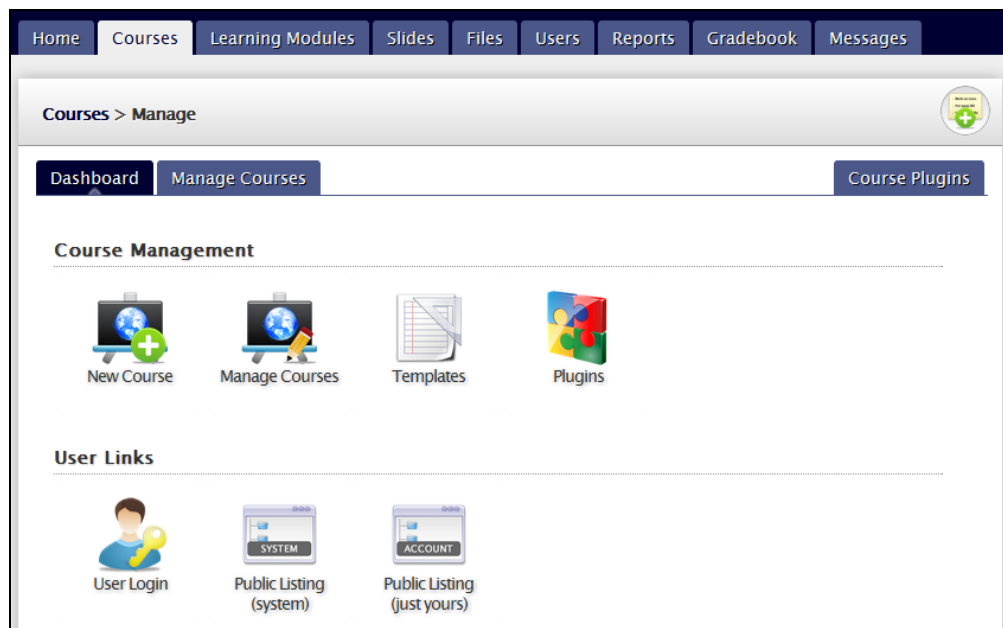 Home Courses Learning Modules Slides Files Users Reports Gradebook Messages
Courses > Manage
Dashboard Manage Courses Course Plugins
Course Management
New Course Manage Courses Templates Plugins
User Links
SYSTEM ACCOUNT
User Login Public Listing Public Listing
(system) (just yours)